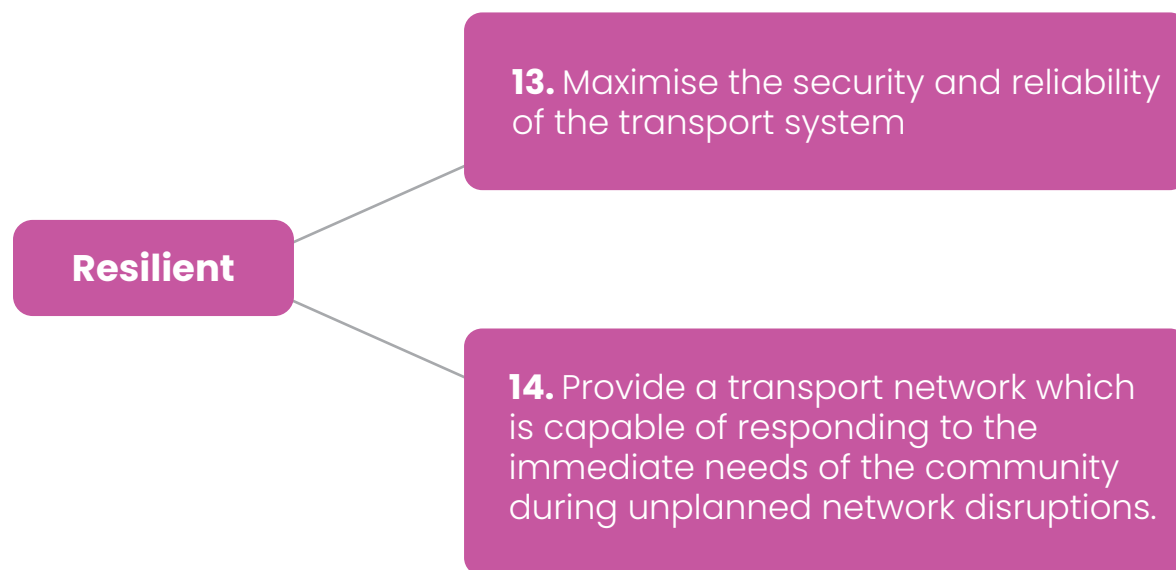 13. Maximise the security and reliability
of the transport system
Resilient
14. Provide a transport network which
is capable of responding to the
immediate needs of the community
during unplanned network disruptions.